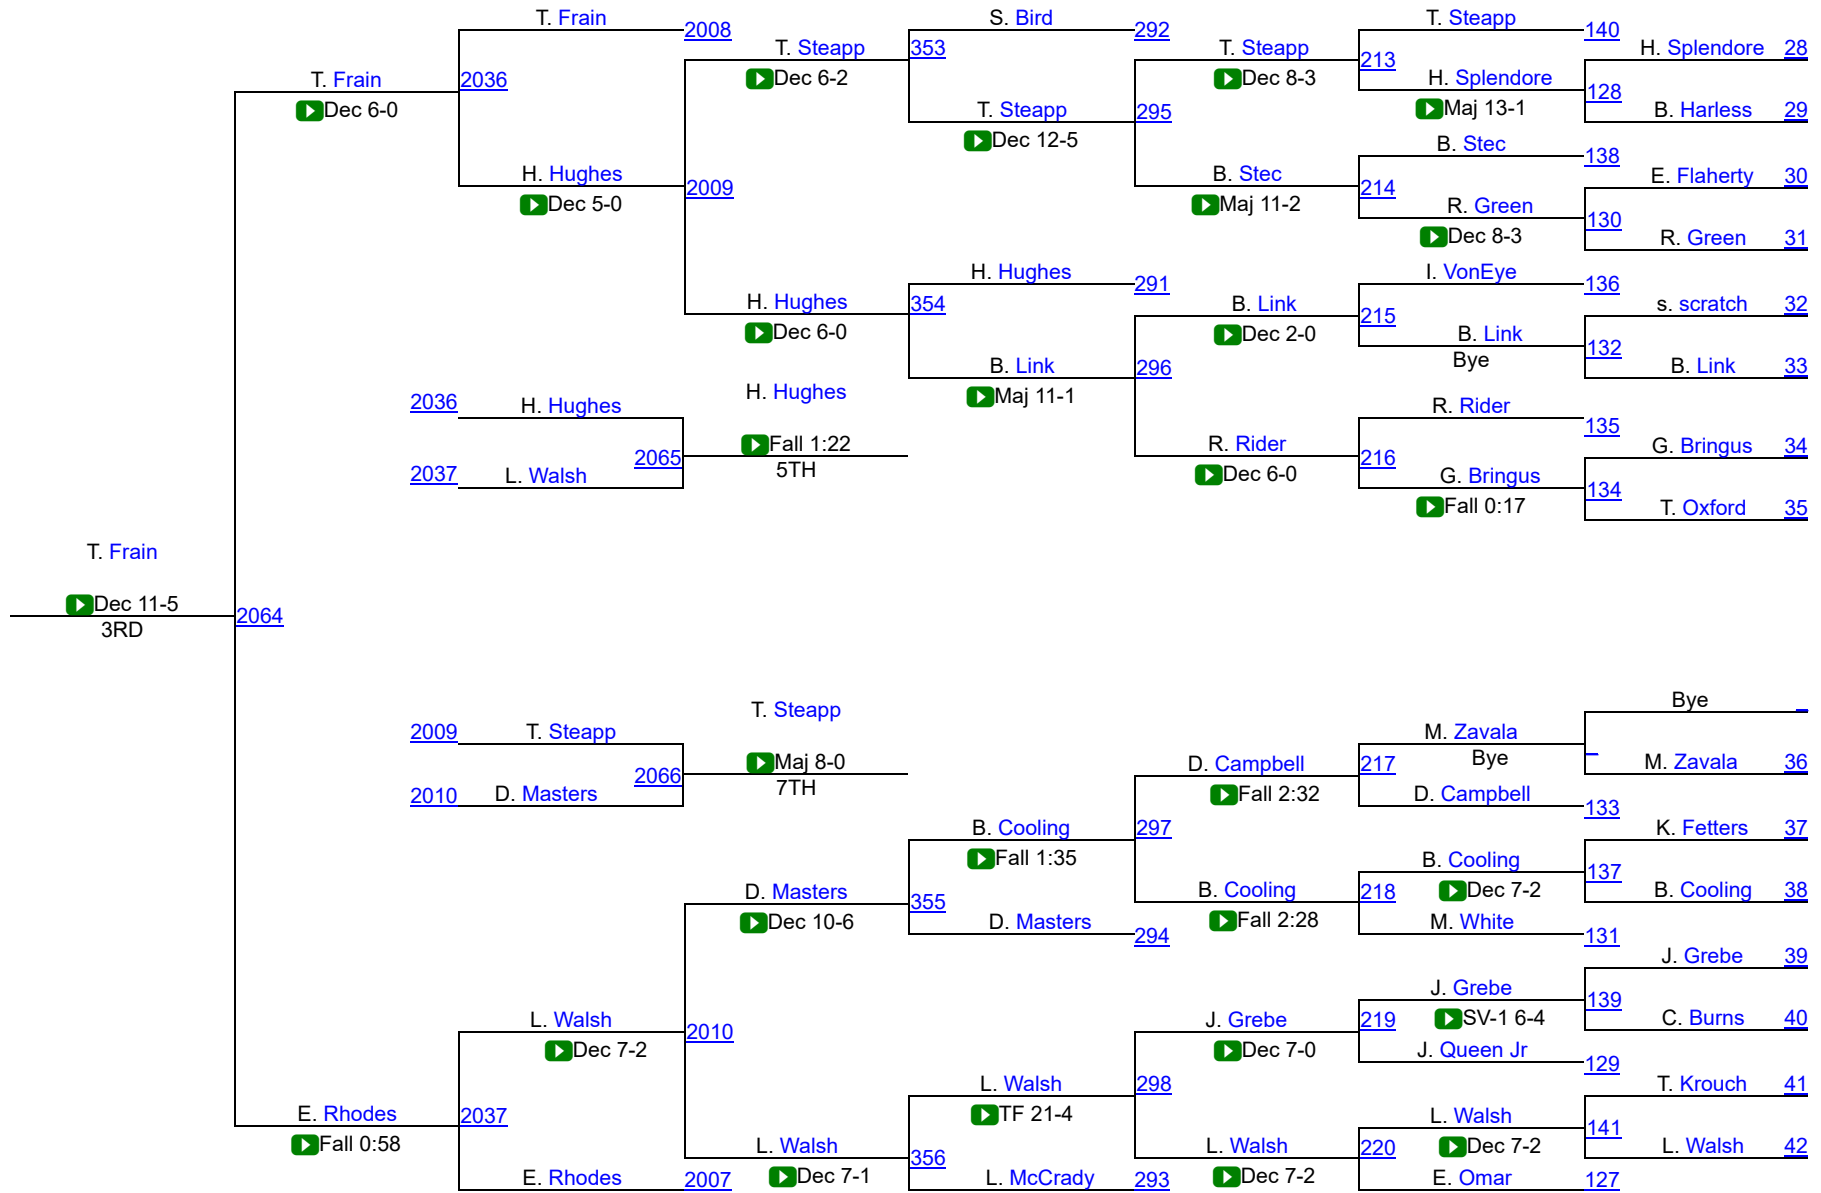 T. Frain
2008
S. Bird
292
T. Steapp
140
T. Steapp
353
T. Steapp
H. Splendore
28
T. Frain
2036
Dec 6-2
Dec 8-3
213
H. Splendore
128
Dec 6-0
T. Steapp
295
Maj 13-1
B. Harless
29
Dec 12-5
B. Stec
138
H. Hughes
2009
B. Stec
214
E. Flaherty
30
Dec 5-0
Maj 11-2
R. Green
130
Dec 8-3
R. Green
31
H. Hughes
291
I. VonEye
136
H. Hughes
354
B. Link
215
s. scratch
32
Dec 6-0
Dec 2-0
B. Link
132
Bye
B. Link
296
B. Link
33
H. Hughes
Maj 11-1
2036
H. Hughes
R. Rider
135
Fall 1:22
R. Rider
G. Bringus
34
2065
5TH
216
2037
L. Walsh
Dec 6-0
G. Bringus
134
Fall 0:17
T. Oxford
35
T. Frain
Dec 11-5
2064
3RD
Bye
T. Steapp
2009
T. Steapp
M. Zavala
Maj 8-0
D. Campbell
217
Bye
M. Zavala
36
2066
7TH
2010
D. Masters
Fall 2:32
D. Campbell
133
B. Cooling
297
K. Fetters
37
Fall 1:35
B. Cooling
137
D. Masters
355
B. Cooling
218
Dec 7-2
B. Cooling
38
Dec 10-6
D. Masters
294
Fall 2:28
M. White
131
J. Grebe
39
J. Grebe
139
L. Walsh
2010
J. Grebe
219
SV-1 6-4
C. Burns
40
Dec 7-2
Dec 7-0
J. Queen Jr
129
L. Walsh
298
T. Krouch
41
E. Rhodes
2037
TF 21-4
L. Walsh
141
Fall 0:58
L. Walsh
356
L. Walsh
220
Dec 7-2
L. Walsh
42
E. Rhodes
2007
Dec 7-1
L. McCrady
293
Dec 7-2
E. Omar
127